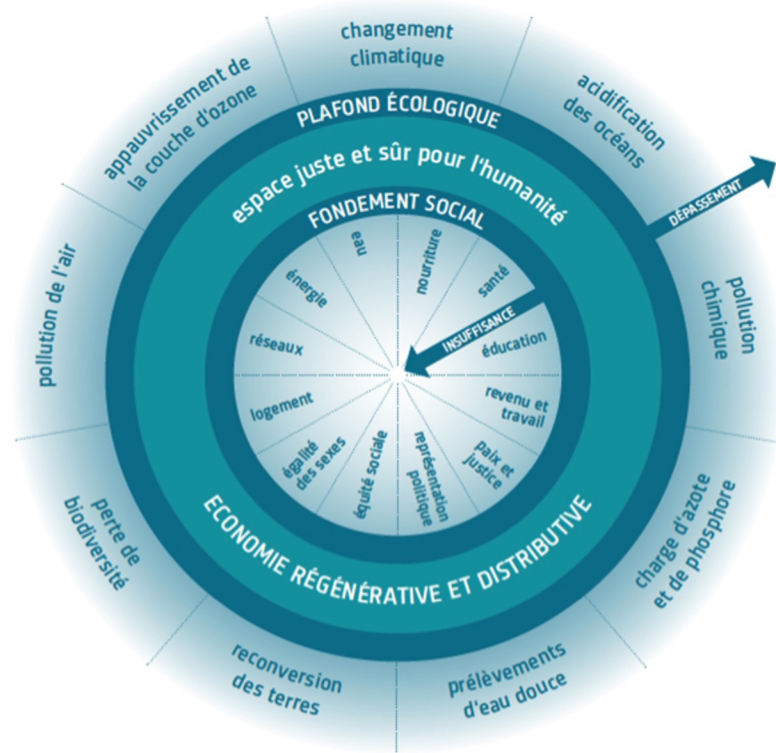 changement
climatique
acidification
des océans
pollution
chimique
charge d'azote
et de phosphore
prélèvements
d'eau douce
reconversion
des terres
perte de
biodiversité
pollution de l'air
appauvrissement de
la couche d'ozone
PLAFOND ÉCOLOGIQUE
espace juste et sûr pour l'humanité
FONDEMENT SOCIAL
DÉPASSEMENT
INSUFFISANCE
eau
nourriture
santé
éducation
revenu et
travail
paix et
justice
représentation
politique
équité sociale
égalité
des sexes
logement
réseaux
énergie
ECONOMIE RÉGÉNÉRATIVE ET DISTRIBUTIVE